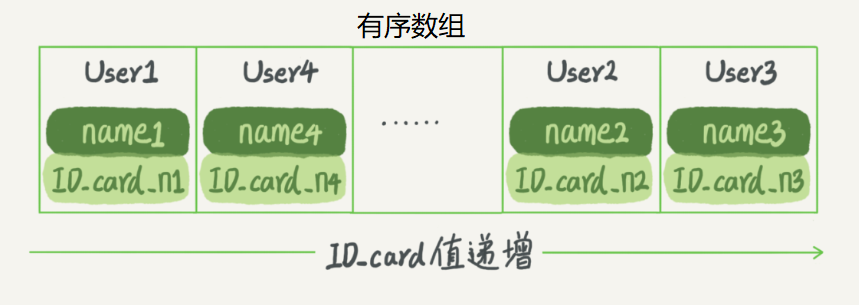 有序数组
User1 User4 User2 User3
name1 name4 ...... name2 name3
ID_card_n1 ID_card_n4 ID_card_n2 ID_card_n3
ID_card值递增